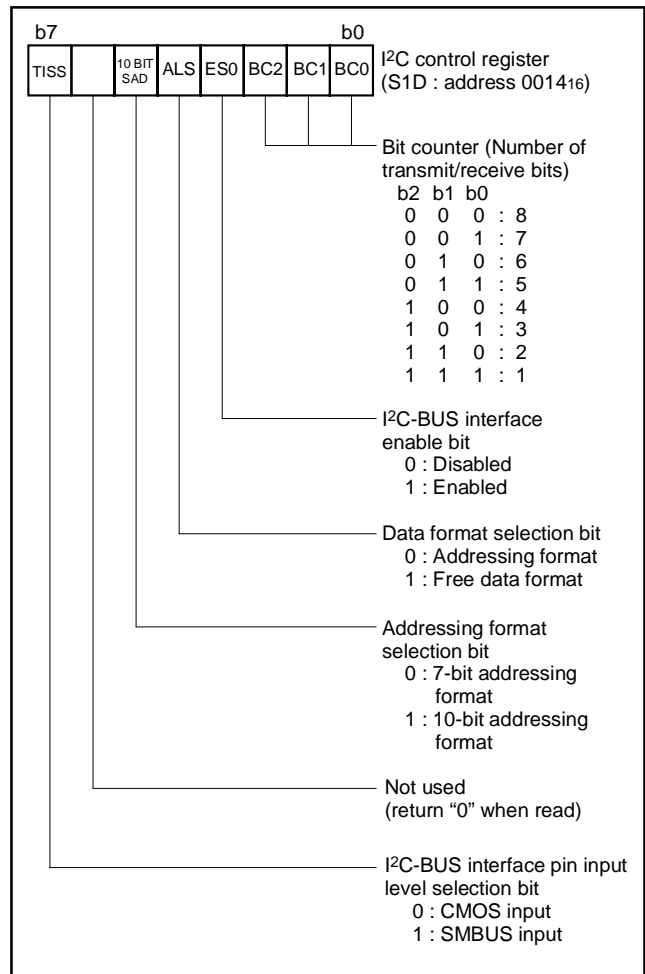 b7 b0
TISS 10 BIT SAD ALS ES0 BC2 BC1 BC0
I2C control register
(S1D : address 001416)
Bit counter (Number of
transmit/receive bits)
b2 b1 b0
0 0 0 : 8
0 0 1 : 7
0 1 0 : 6
0 1 1 : 5
1 0 0 : 4
1 0 1 : 3
1 1 0 : 2
1 1 1 : 1
I2C-BUS interface
enable bit
0 : Disabled
1 : Enabled
Data format selection bit
0 : Addressing format
1 : Free data format
Addressing format
selection bit
0 : 7-bit addressing
format
1 : 10-bit addressing
format
Not used
(return “0” when read)
I2C-BUS interface pin input
level selection bit
0 : CMOS input
1 : SMBUS input